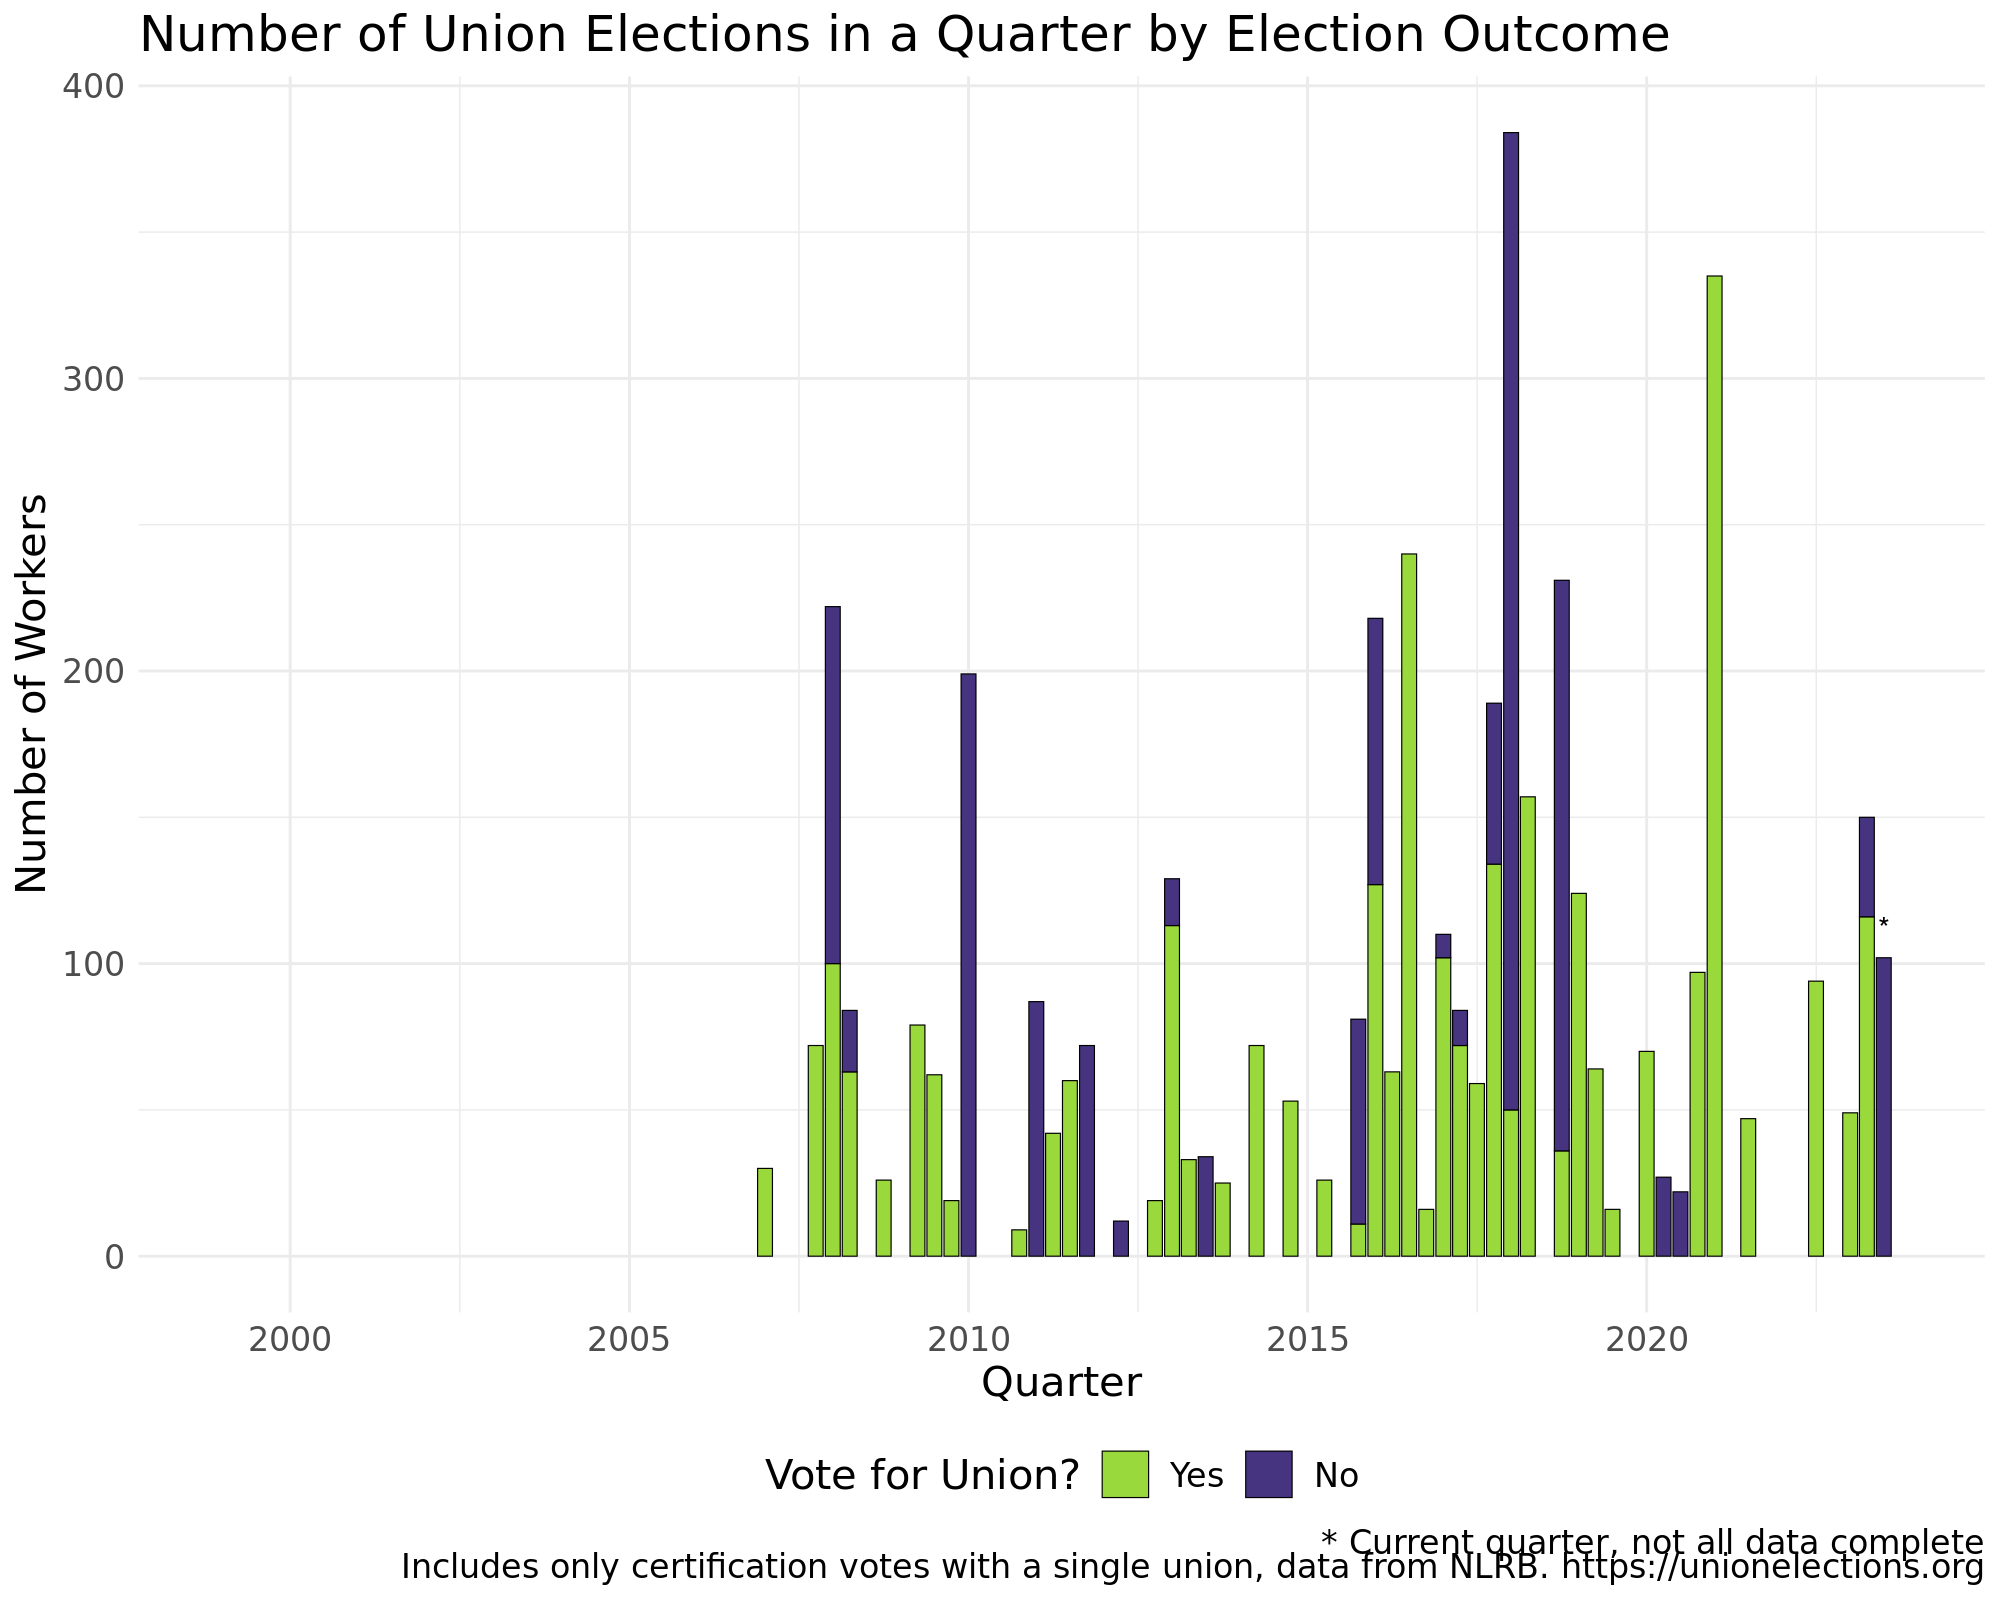 Number of Union Elections in a Quarter by Election Outcome
400
300
200
100
0
Number of Workers
*
2000 2005 2010 2015 2020
Quarter
Vote for Union? Yes No
* Current quarter, not all data complete
Includes only certification votes with a single union, data from NLRB. https://unionelections.org